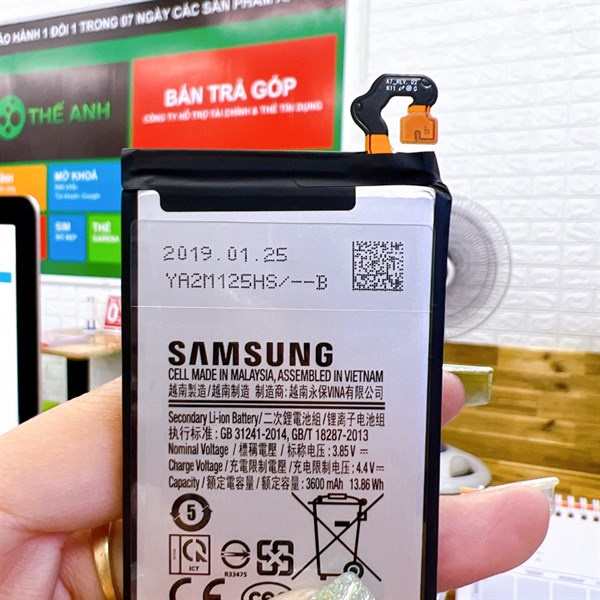 ẢO HÀNH 1 ĐỔI 1 TRONG 07 NGÀY CÁC SẢN PHẨM
THẾ ANH
BÁN TRẢ GÓP
CÔNG TY HỖ TRỢ TÀI CHÍNH & THẺ TÍN DỤNG
MỞ KHOÁ
SIM
SỐ ĐẸP
THẺ
GARENA
A7_REV
K11
2019.01.25
YA2M125HS/--B
SAMSUNG
CELL MADE IN MALAYSIA, ASSEMBLED IN VIETNAM
越南製造/越南制造 製造商:越南永保VINA有限公司
Secondary Li-ion Battery/二次鋰電池組/锂离子电池组
执行标准: GB 31241-2014, GB/T 18287-2013
Nominal Voltage / 標稱電壓 / 标称电压 : 3.85V
Charge Voltage / 充電限制電壓 / 充电限制电压 : 4.4V
Capacity / 額定電容量 / 额定容量 : 3600 mAh 13.86 Wh
5
ICT
R33475
CE